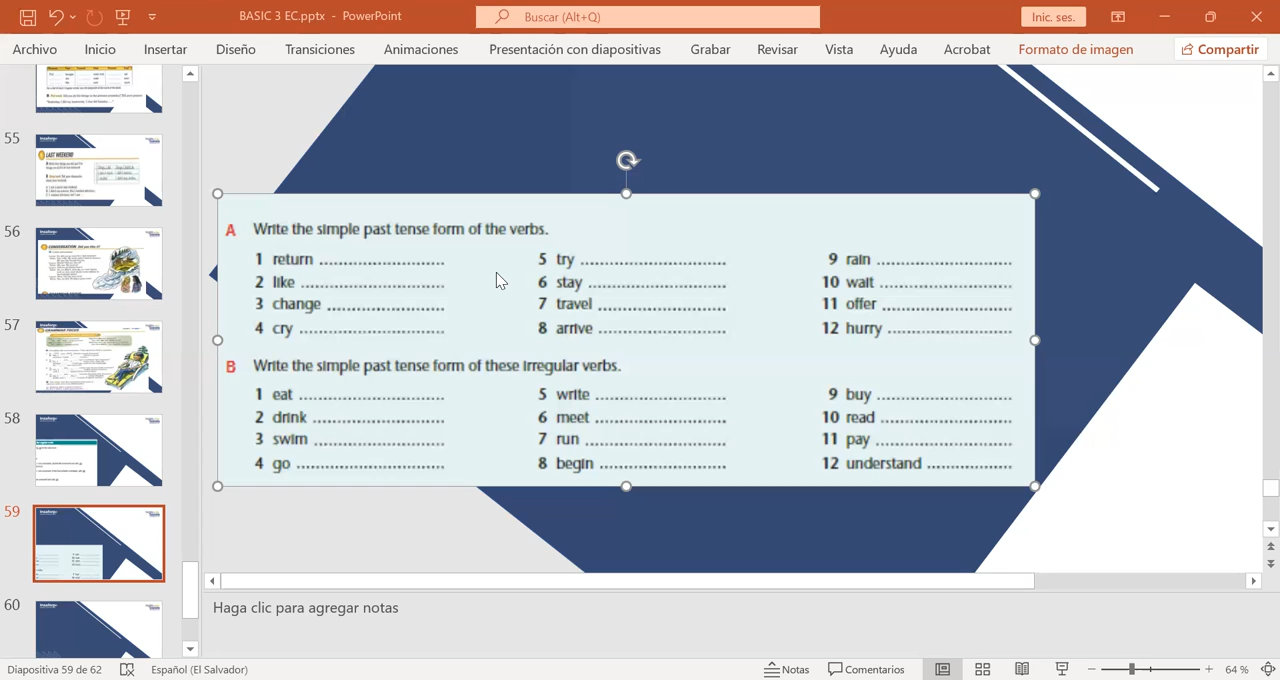 BASIC 3 EC.pptx - PowerPoint
Buscar (Alt+Q)
Inic. ses.
Archivo Inicio Insertar Diseño Transiciones Animaciones Presentación con diapositivas Grabar Revisar Vista Ayuda Acrobat Formato de imagen Compartir
55
LAST WEEKEND
56
57
58
59
60
A Write the simple past tense form of the verbs.
1 return ........................ 5 try ........................ 9 rain ........................
2 like ........................ 6 stay ........................ 10 wait ........................
3 change ........................ 7 travel ........................ 11 offer ........................
4 cry ........................ 8 arrive ........................ 12 hurry ........................
B Write the simple past tense form of these irregular verbs.
1 eat ........................ 5 write ........................ 9 buy ........................
2 drink ........................ 6 meet ........................ 10 read ........................
3 swim ........................ 7 run ........................ 11 pay ........................
4 go ........................ 8 begin ........................ 12 understand ........................
Haga clic para agregar notas
Diapositiva 59 de 62 Español (El Salvador) Notas Comentarios 64 %